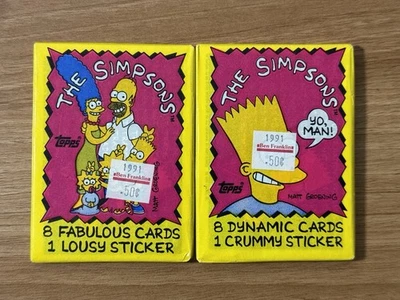 THE SIMPSONS
Topps
1991
Ben Franklin
.50¢
MATT GROENING
8 FABULOUS CARDS
1 LOUSY STICKER
THE SIMPSONS
YO,
MAN!
1991
Ben Franklin
.50¢
Topps
MATT GROENING
8 DYNAMIC CARDS
1 CRUMMY STICKER